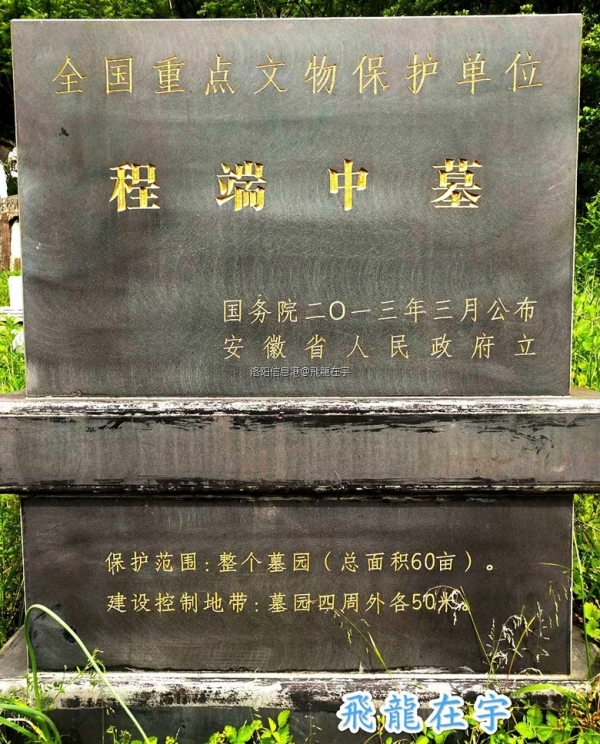 全国重点文物保护单位
程端中墓
国务院二〇一三年三月公布
安徽省人民政府立
洛阳信息港@飛龍在宇
保护范围：整个墓园（总面积60亩）。
建设控制地带：墓园四周外各50米。
飛龍在宇